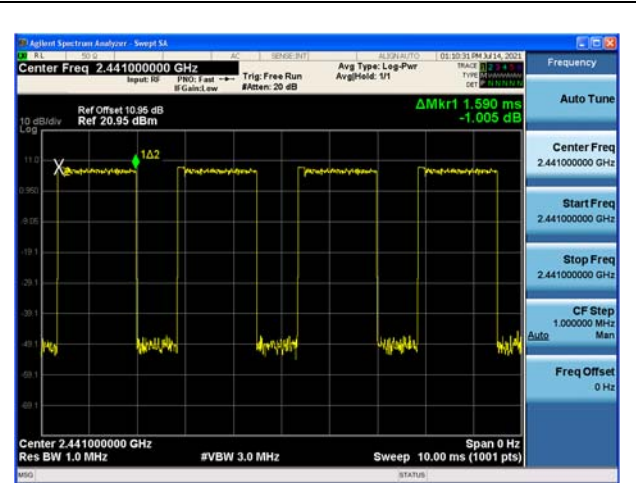 Agilent Spectrum Analyzer - Swept SA
RL 50 Ω AC SENSE:INT ALIGN AUTO 01:10:31 PM Jul 14, 2021
Center Freq 2.441000000 GHz
Input: RF PNO: Fast Trig: Free Run Avg Type: Log-Pwr TRACE 1 2 3 4 5 6
IFGain:Low #Atten: 20 dB Avg|Hold: 1/1 TYPE
DET P N N N N N
Ref Offset 10.95 dB ΔMkr1 1.590 ms
10 dB/div Ref 20.95 dBm -1.005 dB
Log
1Δ2
X
11.0
0.950
-9.05
-19.1
-29.1
-39.1
-49.1
-59.1
-69.1
Center 2.441000000 GHz Span 0 Hz
Res BW 1.0 MHz #VBW 3.0 MHz Sweep 10.00 ms (1001 pts)
MSG STATUS
Frequency
Auto Tune
Center Freq
2.441000000 GHz
Start Freq
2.441000000 GHz
Stop Freq
2.441000000 GHz
CF Step
1.000000 MHz
Auto Man
Freq Offset
0 Hz